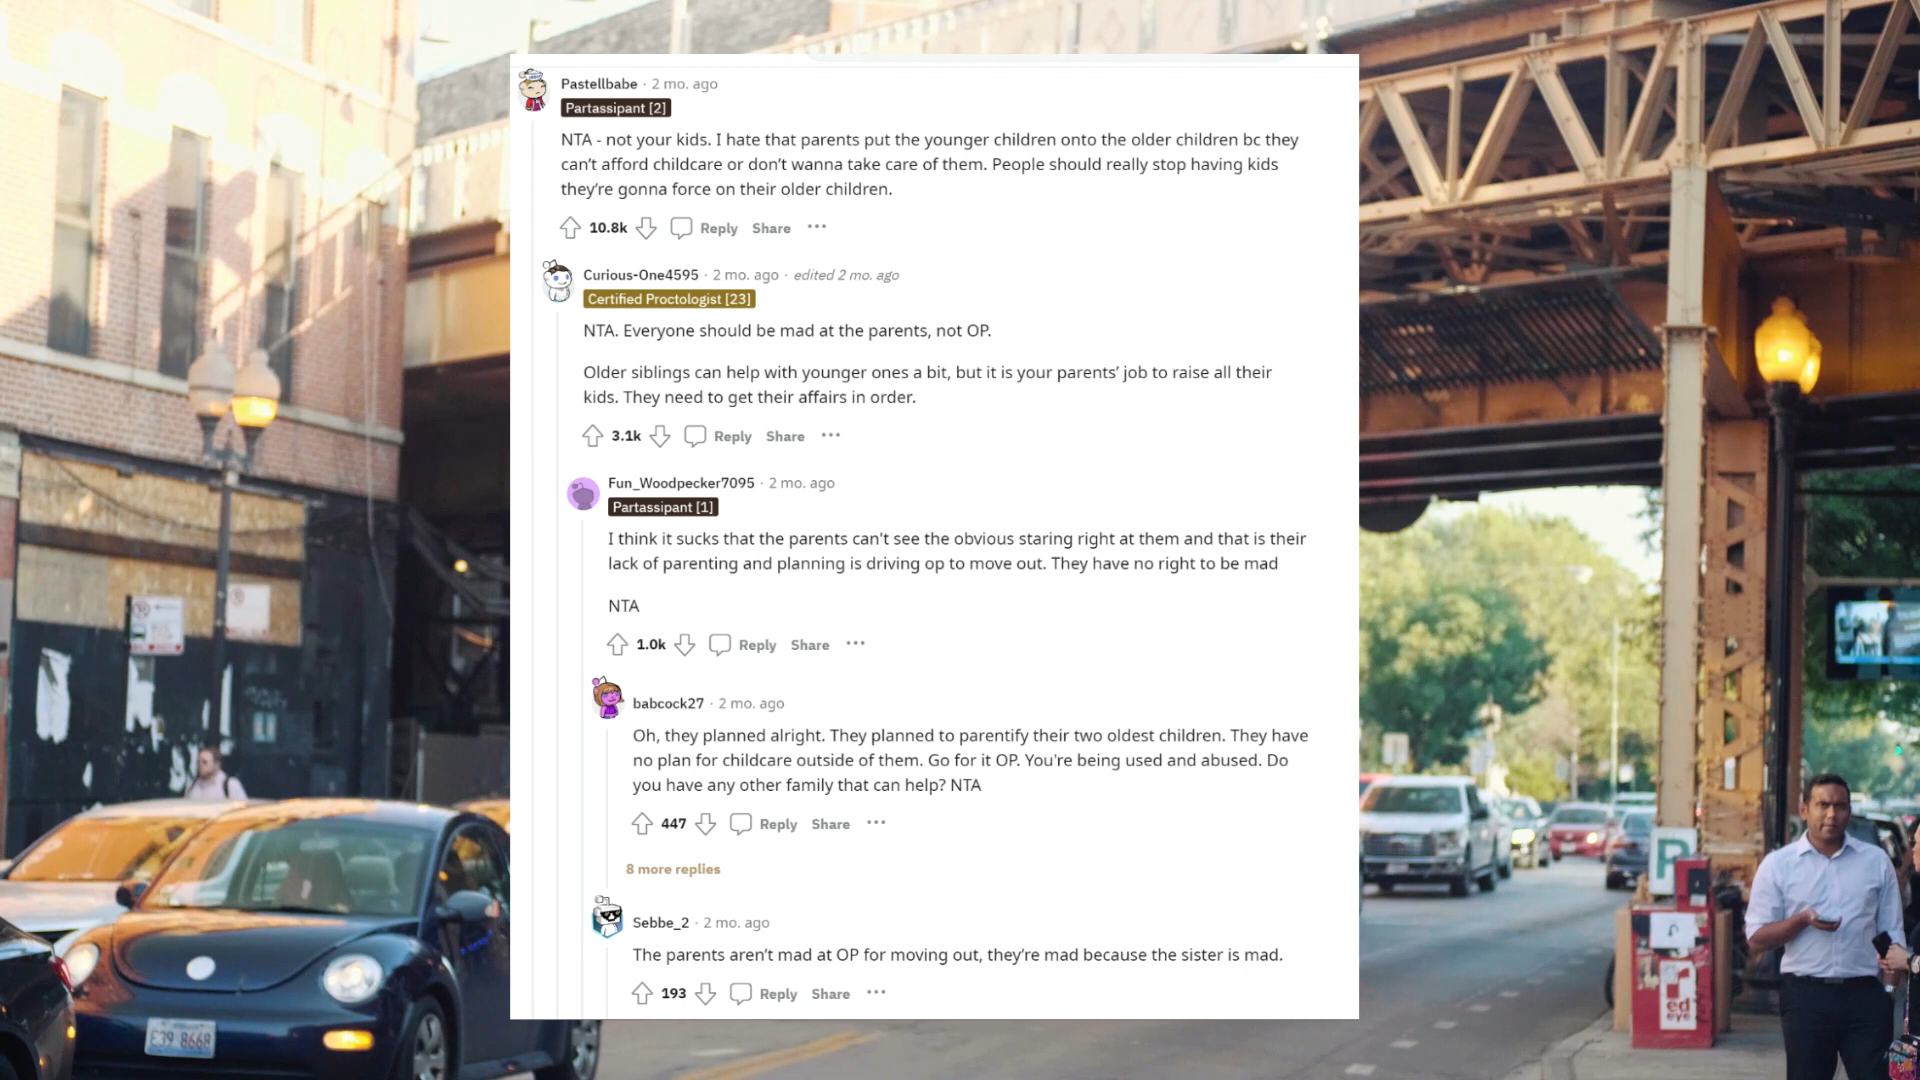 Pastellbabe · 2 mo. ago
Partassipant [2]
NTA - not your kids. I hate that parents put the younger children onto the older children bc they
can't afford childcare or don't wanna take care of them. People should really stop having kids
they're gonna force on their older children.
10.8k Reply Share ...
Curious-One4595 · 2 mo. ago · edited 2 mo. ago
Certified Proctologist [23]
NTA. Everyone should be mad at the parents, not OP.
Older siblings can help with younger ones a bit, but it is your parents' job to raise all their
kids. They need to get their affairs in order.
3.1k Reply Share ...
Fun_Woodpecker7095 · 2 mo. ago
Partassipant [1]
I think it sucks that the parents can't see the obvious staring right at them and that is their
lack of parenting and planning is driving op to move out. They have no right to be mad
NTA
1.0k Reply Share ...
babcock27 · 2 mo. ago
Oh, they planned alright. They planned to parentify their two oldest children. They have
no plan for childcare outside of them. Go for it OP. You're being used and abused. Do
you have any other family that can help? NTA
447 Reply Share ...
8 more replies
Sebbe_2 · 2 mo. ago
The parents aren't mad at OP for moving out, they're mad because the sister is mad.
193 Reply Share ...
E39 8668
P
red
eye